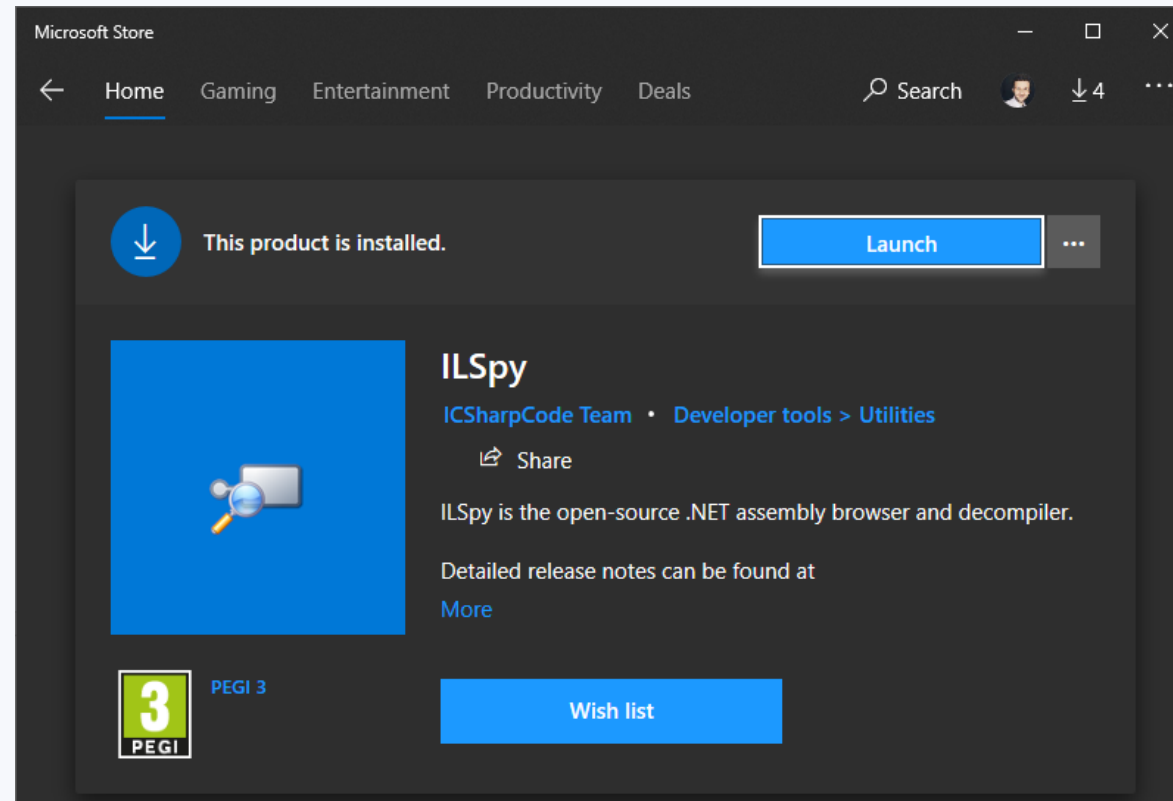 Microsoft Store
Home Gaming Entertainment Productivity Deals Search 4
This product is installed. Launch
ILSpy
ICSharpCode Team • Developer tools > Utilities
Share
ILSpy is the open-source .NET assembly browser and decompiler.
Detailed release notes can be found at
More
3
PEGI
PEGI 3
Wish list